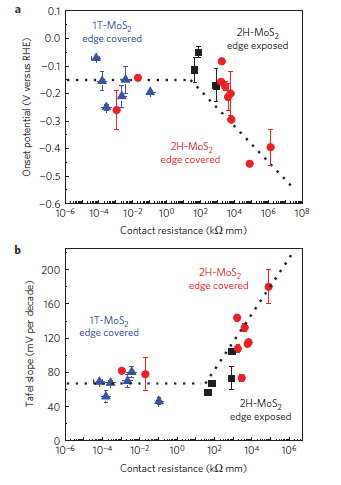 a
0.1
0.0
−0.1
−0.2
−0.3
−0.4
−0.5
−0.6
Onset potential (V versus RHE)
1T-MoS₂
edge covered
2H-MoS₂
edge exposed
2H-MoS₂
edge covered
10⁻⁶ 10⁻⁴ 10⁻² 10⁰ 10² 10⁴ 10⁶ 10⁸
Contact resistance (kΩ mm)
b
200
160
120
80
40
0
Tafel slope (mV per decade)
2H-MoS₂
edge covered
1T-MoS₂
edge covered
2H-MoS₂
edge exposed
10⁻⁶ 10⁻⁴ 10⁻² 10⁰ 10² 10⁴ 10⁶
Contact resistance (kΩ mm)